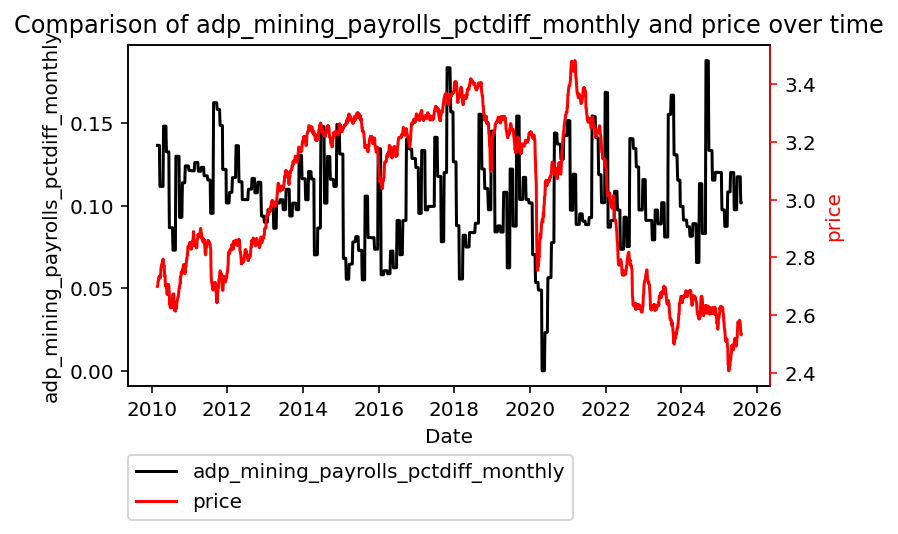 Comparison of adp_mining_payrolls_pctdiff_monthly and price over time
adp_mining_payrolls_pctdiff_monthly
0.15
0.10
0.05
0.00
3.4
3.2
3.0
2.8
2.6
2.4
price
2010 2012 2014 2016 2018 2020 2022 2024 2026
Date
adp_mining_payrolls_pctdiff_monthly
price